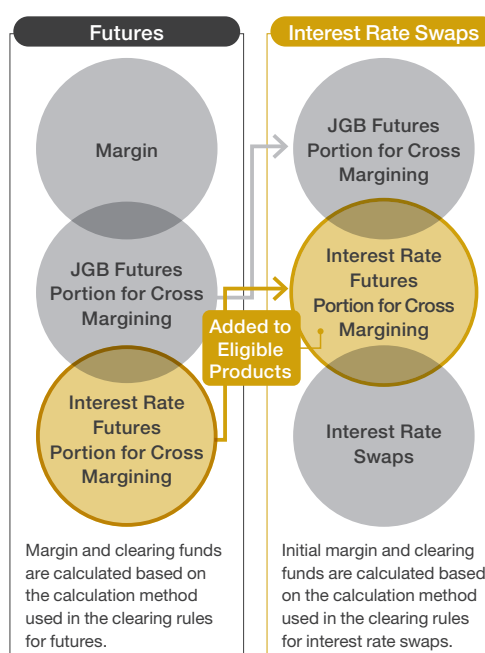 Futures
Margin
JGB Futures
Portion for Cross
Margining
Interest Rate
Futures
Portion for Cross
Margining
Margin and clearing funds
are calculated based on
the calculation method
used in the clearing rules
for futures.
Added to
Eligible
Products
Interest Rate Swaps
JGB Futures
Portion for Cross
Margining
Interest Rate
Futures
Portion for Cross
Margining
Interest Rate
Swaps
Initial margin and clearing
funds are calculated based
on the calculation method
used in the clearing rules
for interest rate swaps.